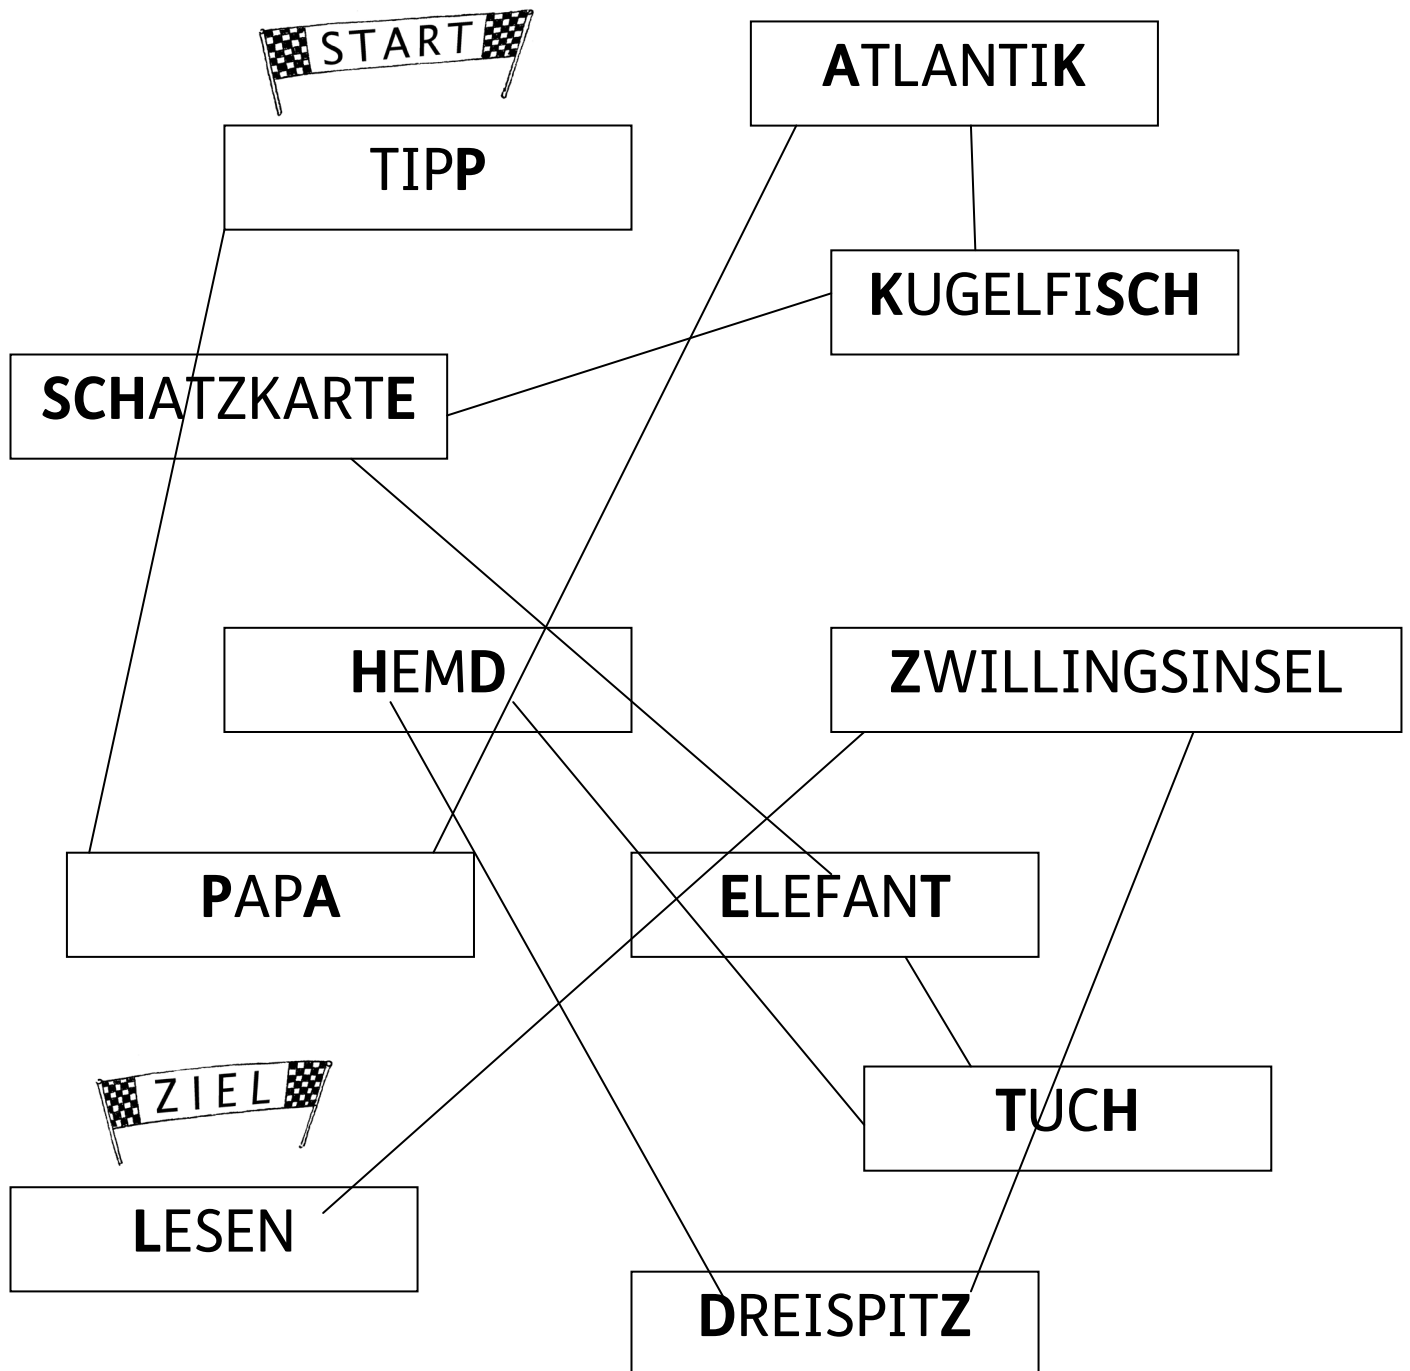 START
ATLANTIK
TIPP
KUGELFISCH
SCHATZKARTE
HEMD
ZWILLINGSINSEL
PAPA
ELEFANT
ZIEL
TUCH
LESEN
DREISPITZ